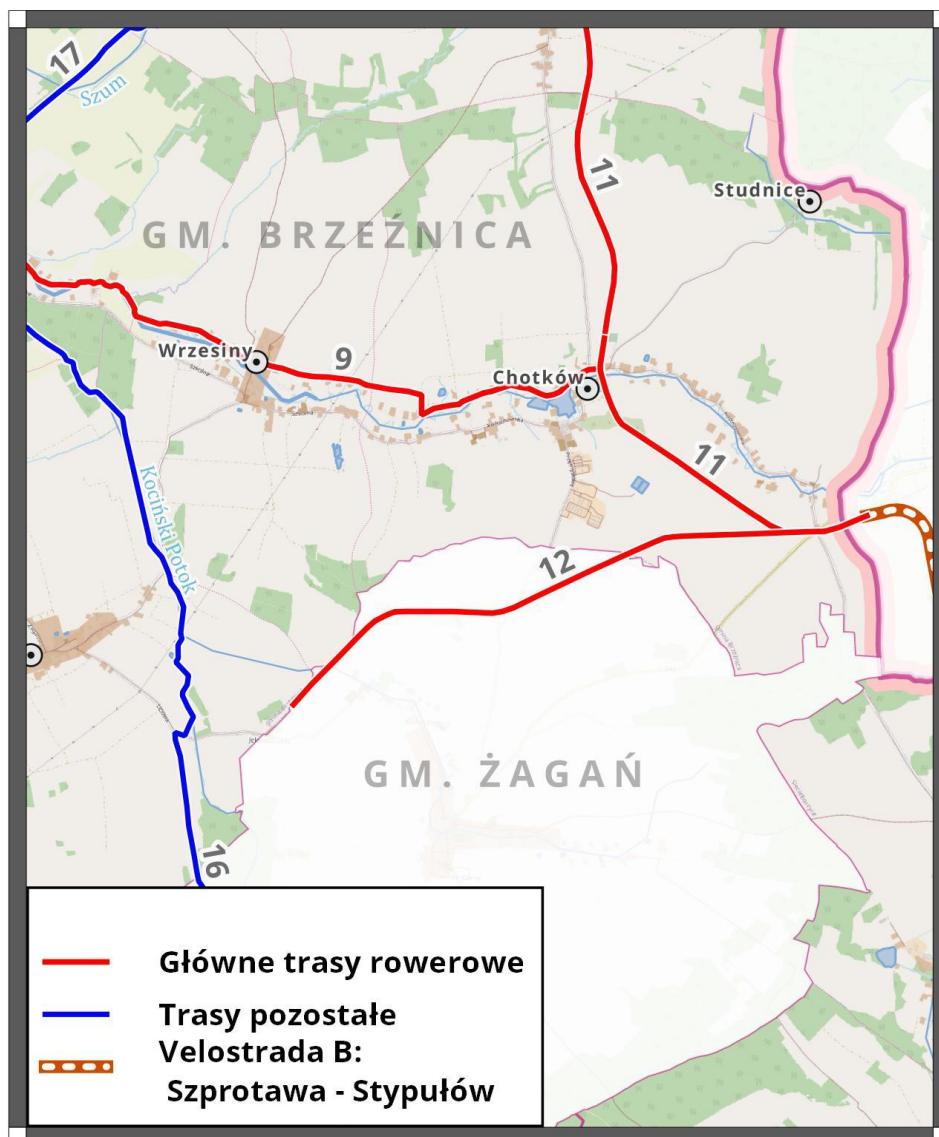 17
Szum
11
Studnice
GM. BRZEŹNICA
Wrzesiny
9
Chotków
11
Kociński Potok
12
GM. ŻAGAŃ
16
Główne trasy rowerowe
Trasy pozostałe
Velostrada B:
Szprotawa - Stypułów